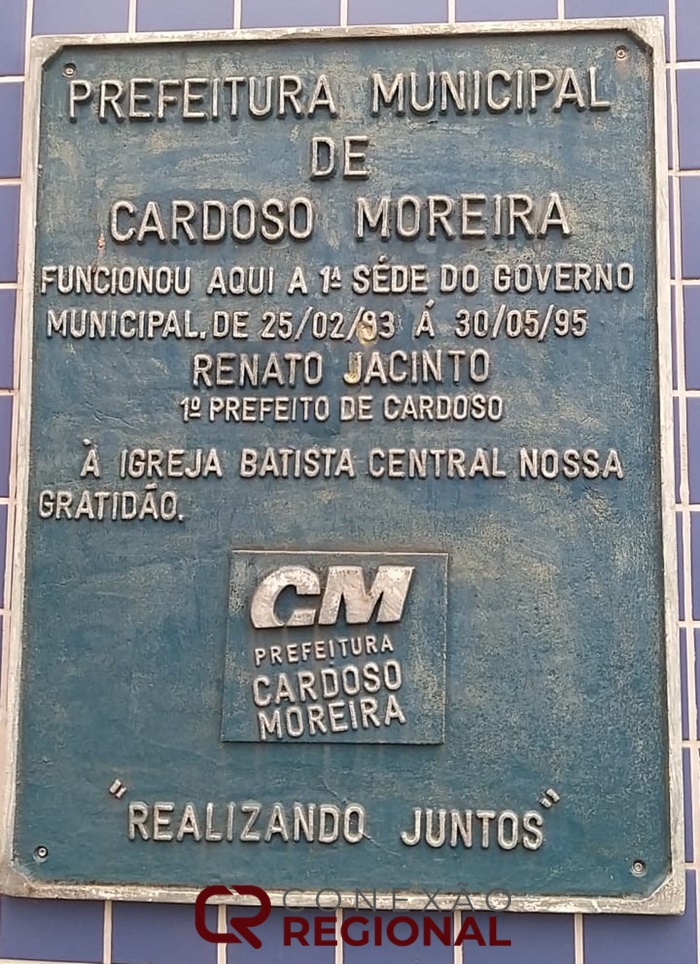 PREFEITURA MUNICIPAL
DE
CARDOSO MOREIRA
FUNCIONOU AQUI A 1ª SÉDE DO GOVERNO
MUNICIPAL, DE 25/02/93 Á 30/05/95
RENATO JACINTO
1º PREFEITO DE CARDOSO
À IGREJA BATISTA CENTRAL NOSSA
GRATIDÃO.
CM
PREFEITURA
CARDOSO
MOREIRA
"REALIZANDO JUNTOS"
CR CONEXÃO
REGIONAL